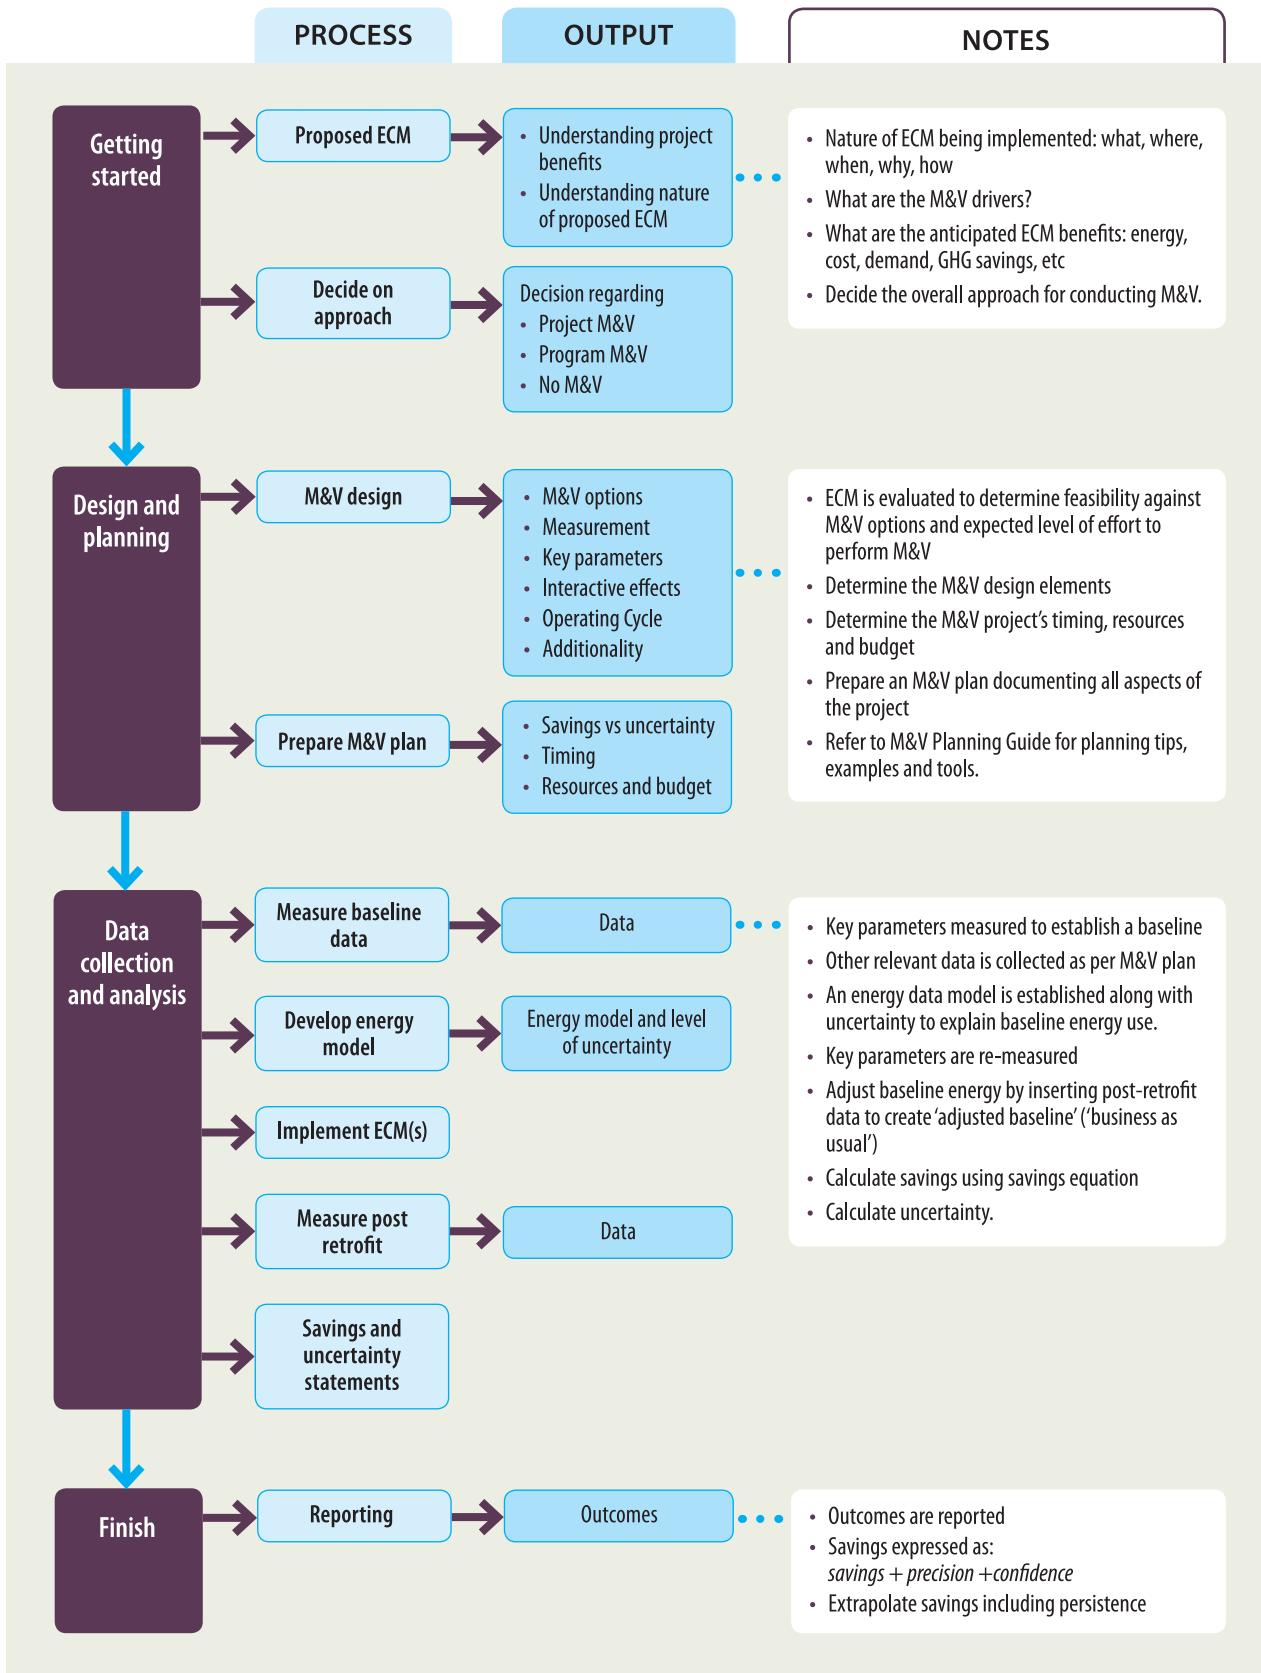 PROCESS
OUTPUT
NOTES
Getting
started
Proposed ECM
• Understanding project
benefits
• Understanding nature
of proposed ECM
• Nature of ECM being implemented: what, where,
when, why, how
• What are the M&V drivers?
• What are the anticipated ECM benefits: energy,
cost, demand, GHG savings, etc
• Decide the overall approach for conducting M&V.
Decide on
approach
Decision regarding
• Project M&V
• Program M&V
• No M&V
Design and
planning
M&V design
• M&V options
• Measurement
• Key parameters
• Interactive effects
• Operating Cycle
• Additionality
• ECM is evaluated to determine feasibility against
M&V options and expected level of effort to
perform M&V
• Determine the M&V design elements
• Determine the M&V project's timing, resources
and budget
• Prepare an M&V plan documenting all aspects of
the project
• Refer to M&V Planning Guide for planning tips,
examples and tools.
Prepare M&V plan
• Savings vs uncertainty
• Timing
• Resources and budget
Data
collection
and analysis
Measure baseline
data
Data
• Key parameters measured to establish a baseline
• Other relevant data is collected as per M&V plan
• An energy data model is established along with
uncertainty to explain baseline energy use.
• Key parameters are re-measured
• Adjust baseline energy by inserting post-retrofit
data to create ‘adjusted baseline’ (‘business as
usual’)
• Calculate savings using savings equation
• Calculate uncertainty.
Develop energy
model
Energy model and level
of uncertainty
Implement ECM(s)
Measure post
retrofit
Data
Savings and
uncertainty
statements
Finish
Reporting
Outcomes
• Outcomes are reported
• Savings expressed as:
savings + precision +confidence
• Extrapolate savings including persistence